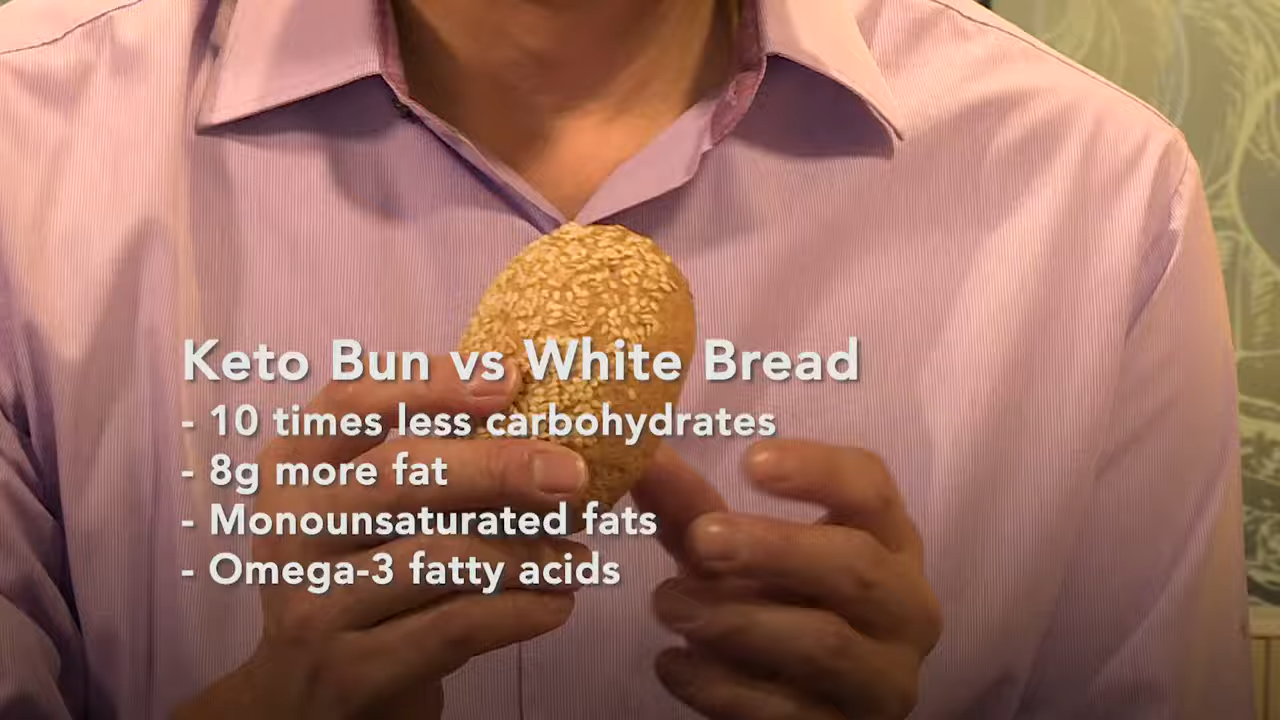 Keto Bun vs White Bread
- 10 times less carbohydrates
- 8g more fat
- Monounsaturated fats
- Omega-3 fatty acids